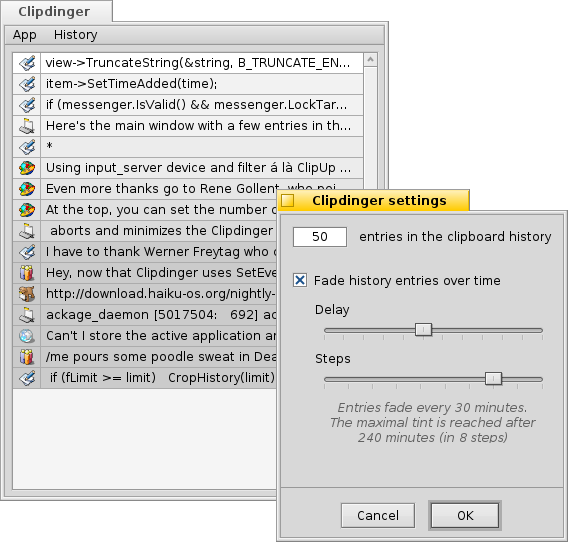 Clipdinger
App History
view->TruncateString(&string, B_TRUNCATE_EN...
item->SetTimeAdded(time);
if (messenger.IsValid() && messenger.LockTar...
Here's the main window with a few entries in th...
*
Using input_server device and filter á là ClipUp ...
Even more thanks go to Rene Gollent, who poi
At the top, you can set the number
aborts and minimizes the Clipdinger
I have to thank Werner Freytag who
Hey, now that Clipdinger uses SetEve
http://download.haiku-os.org/nightly-
ackage_daemon [5017504: 692] ac
Can't I store the active application an
/me pours some poodle sweat in Dea
if (fLimit >= limit) CropHistory(limit)
Clipdinger settings
50 entries in the clipboard history
Fade history entries over time
Delay
Steps
Entries fade every 30 minutes.
The maximal tint is reached after
240 minutes (in 8 steps)
Cancel OK